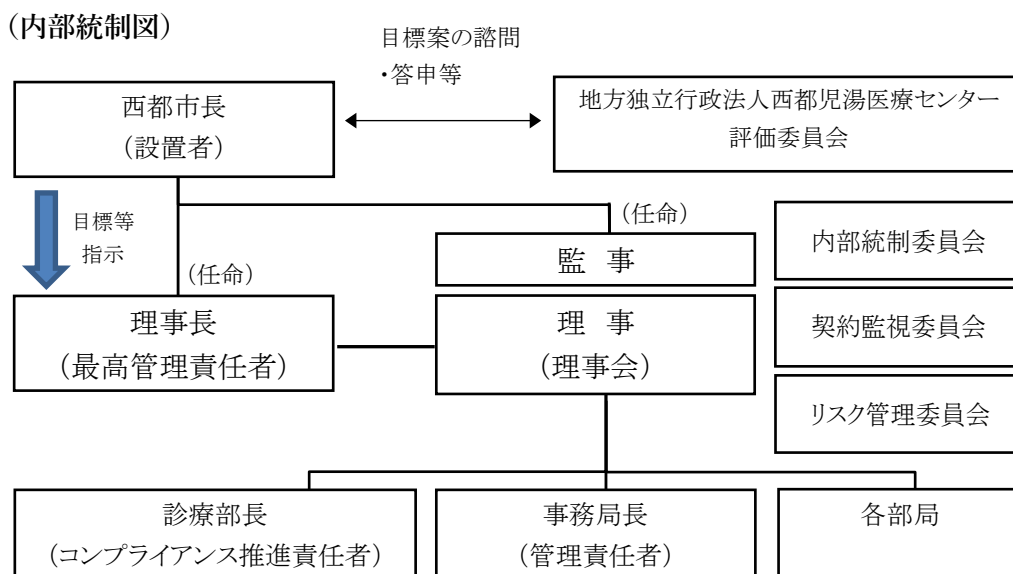 （内部統制図）
目標案の諮問
・答申等
西都市長
（設置者）
地方独立行政法人西都児湯医療センター
評価委員会
目標等
指示
（任命）
（任命）
監 事
内部統制委員会
理事長
（最高管理責任者）
理 事
（理事会）
契約監視委員会
リスク管理委員会
診療部長
（コンプライアンス推進責任者）
事務局長
（管理責任者）
各部局